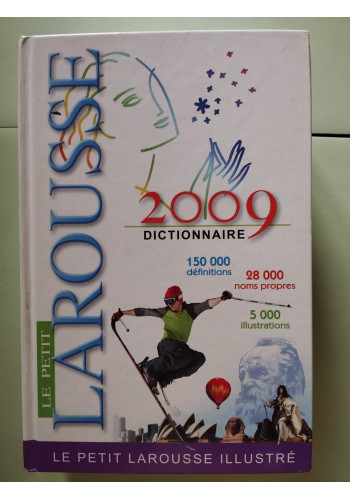 LE PETIT
LAROUSSE
2009
DICTIONNAIRE
150 000
définitions
28 000
noms propres
5 000
illustrations
LE PETIT LAROUSSE ILLUSTRÉ